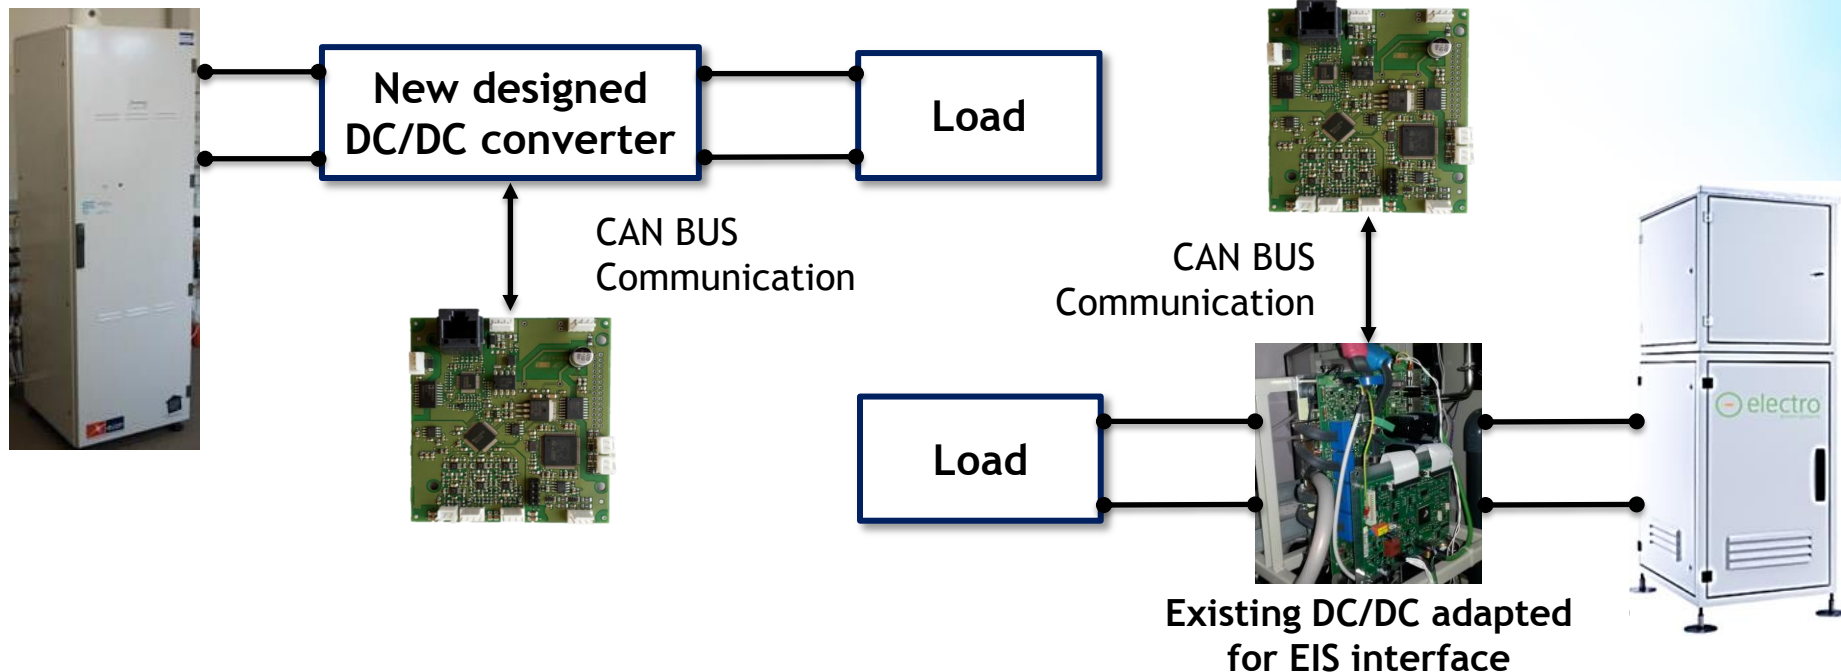 New designed
DC/DC converter
Load
CAN BUS
Communication
CAN BUS
Communication
Load
electro
Existing DC/DC adapted
for EIS interface